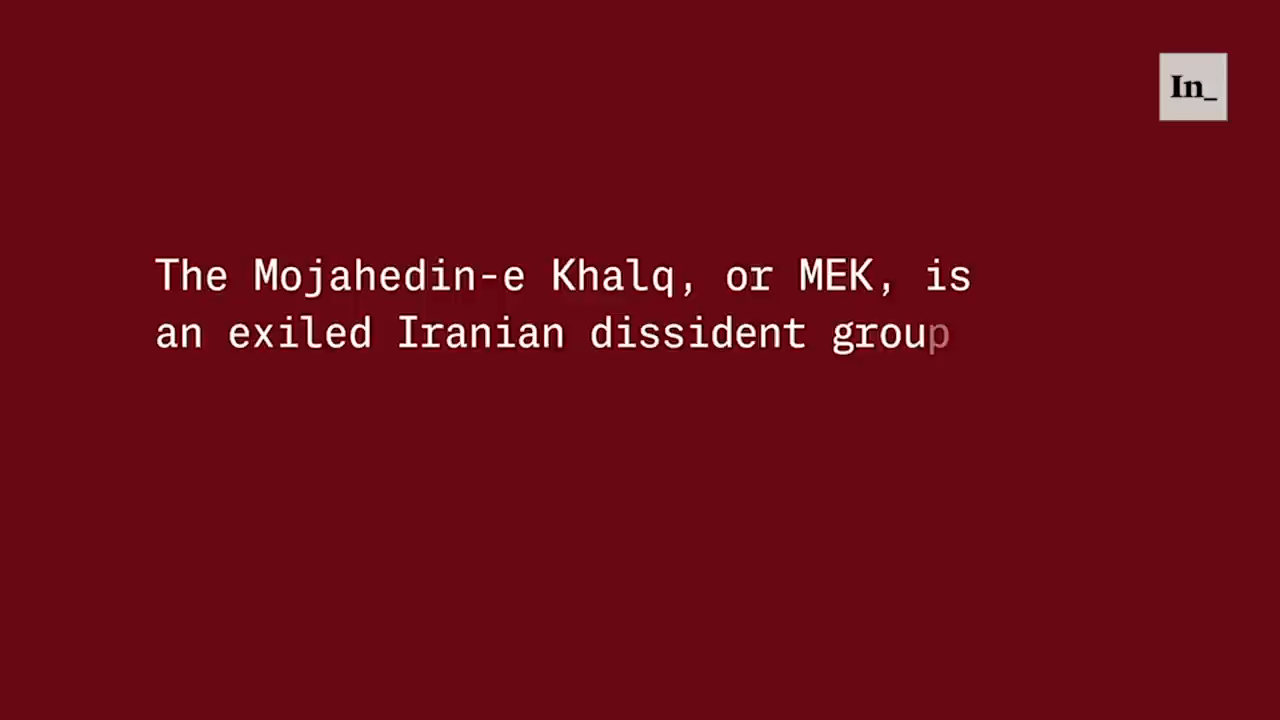 In_
The Mojahedin-e Khalq, or MEK, is
an exiled Iranian dissident group